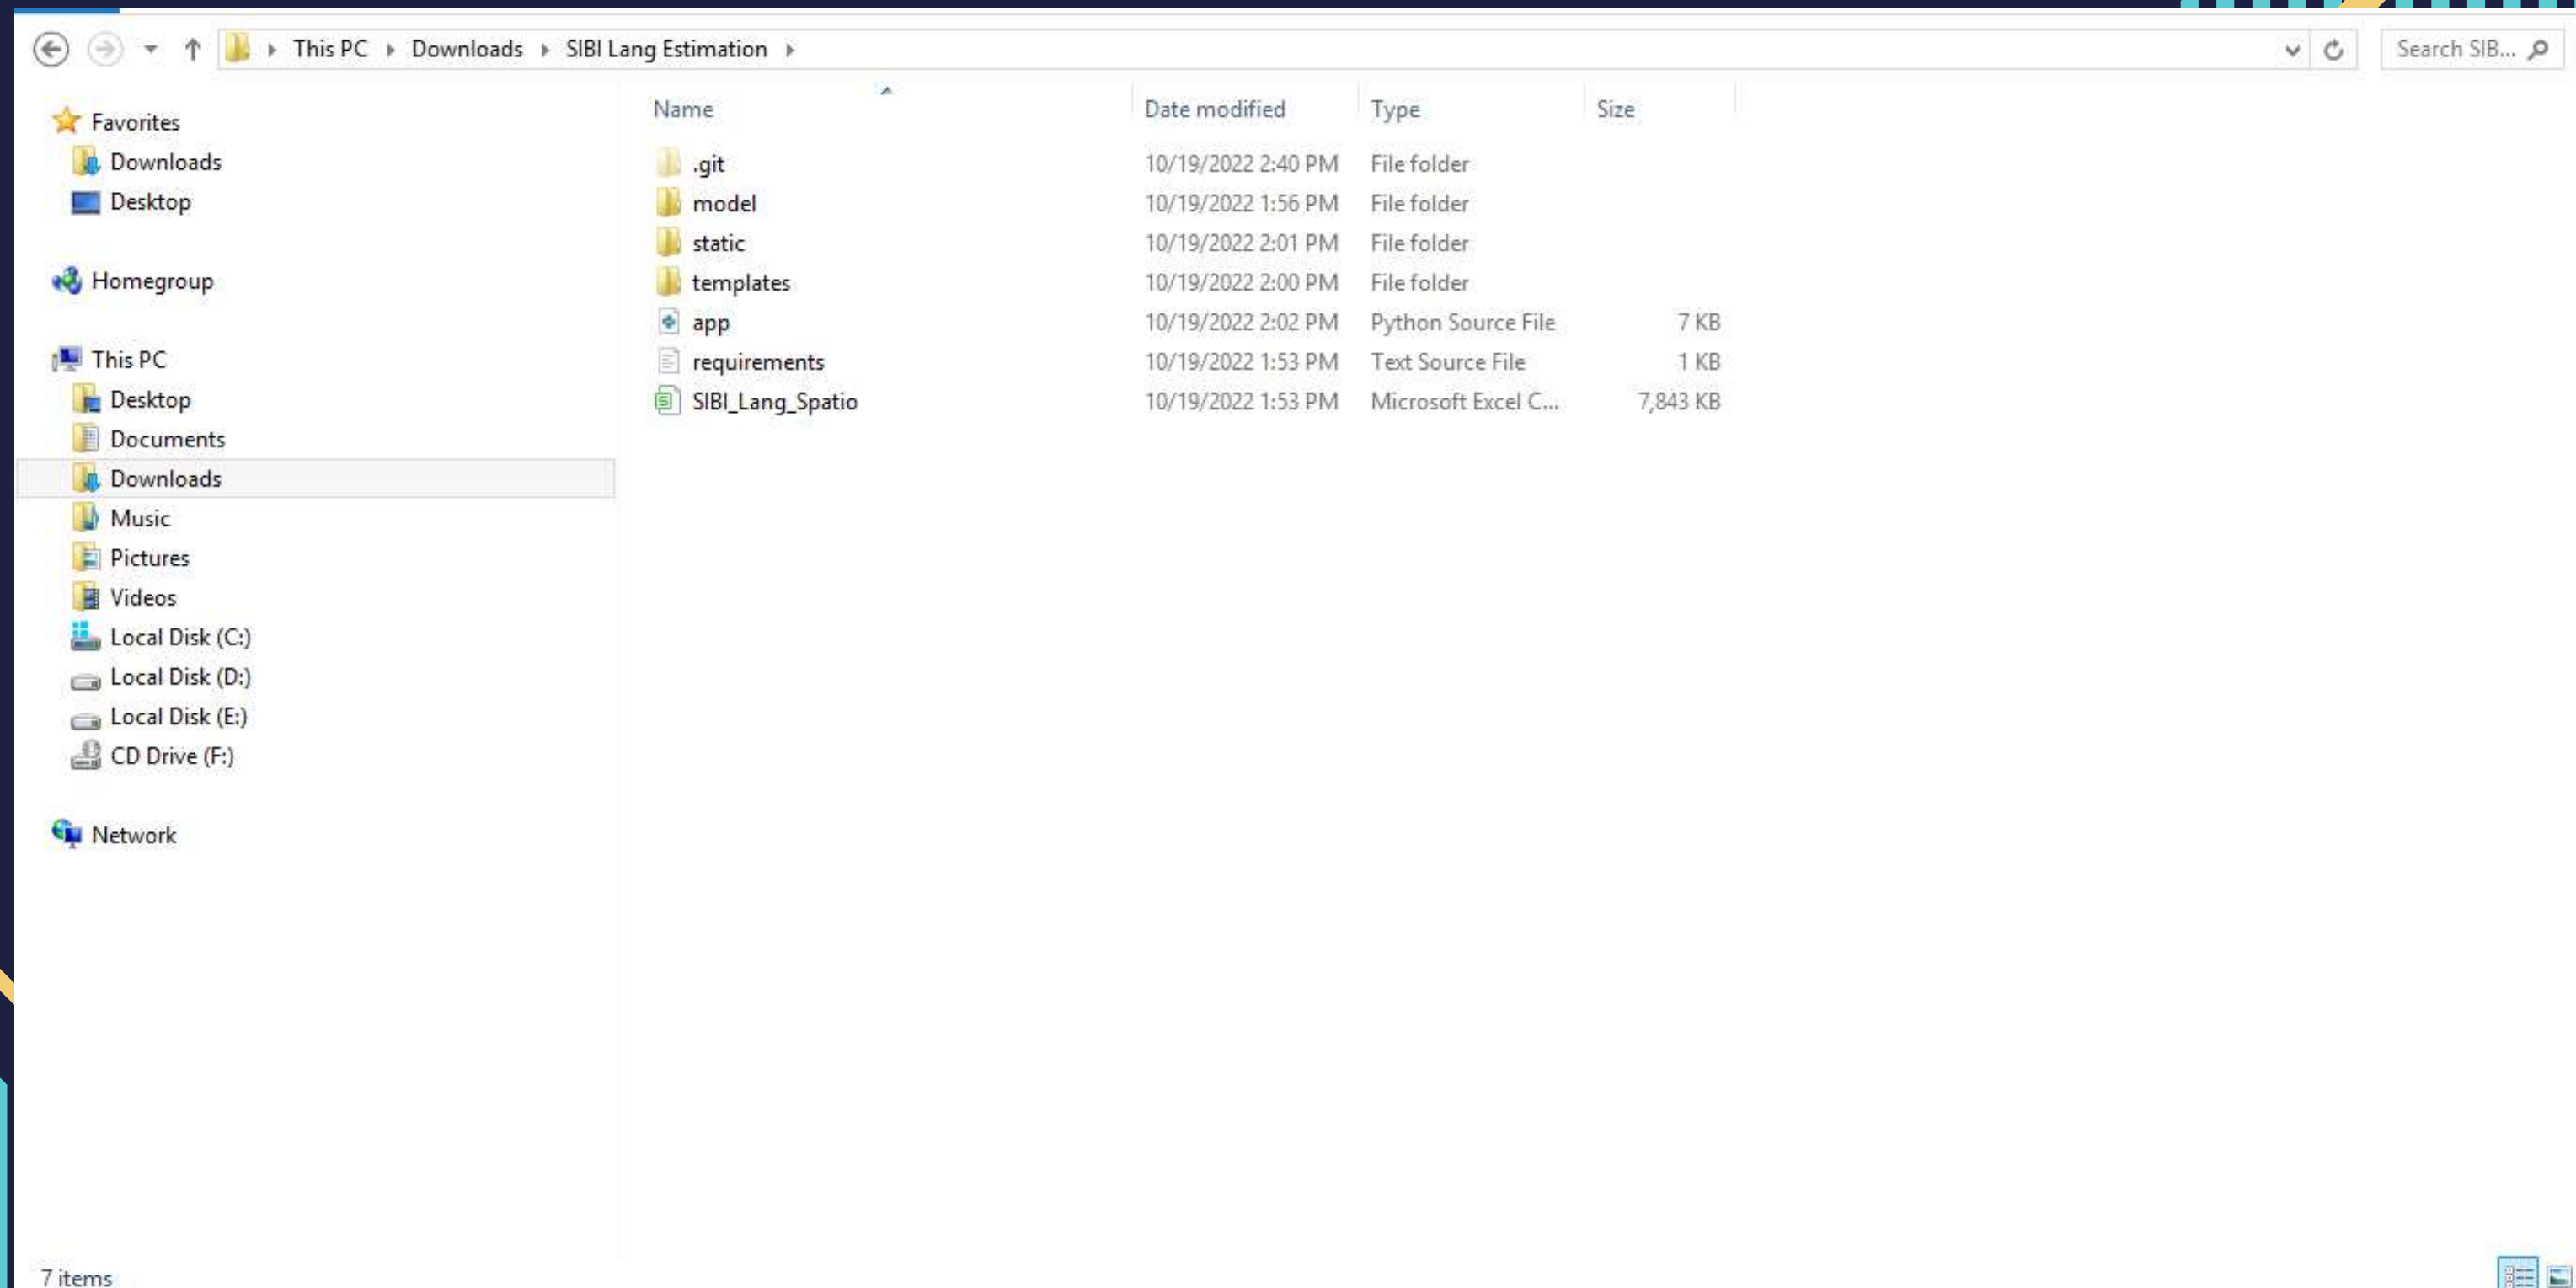 This PC Downloads SIBI Lang Estimation Search SIB...
Favorites
Downloads
Desktop
Homegroup
This PC
Desktop
Documents
Downloads
Music
Pictures
Videos
Local Disk (C:)
Local Disk (D:)
Local Disk (E:)
CD Drive (F:)
Network
Name Date modified Type Size
.git 10/19/2022 2:40 PM File folder
model 10/19/2022 1:56 PM File folder
static 10/19/2022 2:01 PM File folder
templates 10/19/2022 2:00 PM File folder
app 10/19/2022 2:02 PM Python Source File 7 KB
requirements 10/19/2022 1:53 PM Text Source File 1 KB
SIBI_Lang_Spatio 10/19/2022 1:53 PM Microsoft Excel C... 7,843 KB
7 items